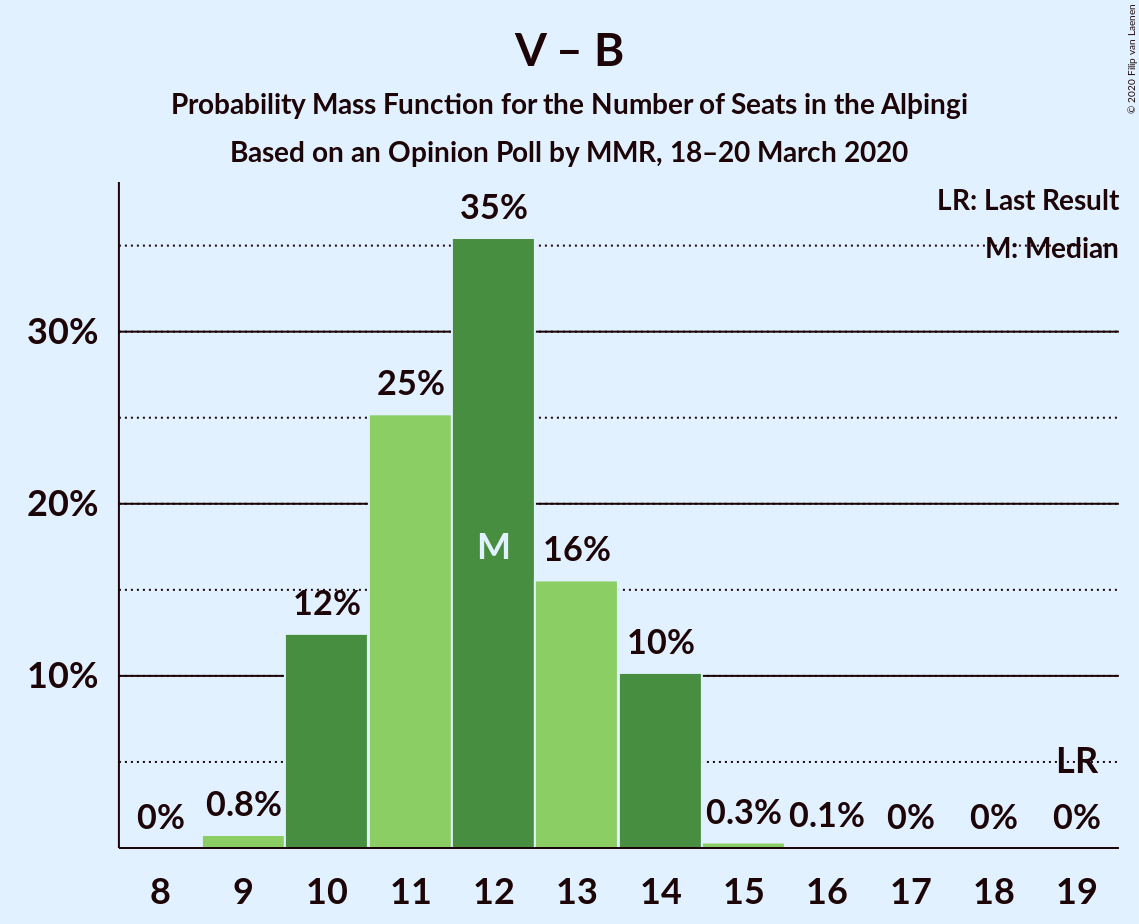 V – B
Probability Mass Function for the Number of Seats in the Alþingi
Based on an Opinion Poll by MMR, 18–20 March 2020
© 2020 Filip van Laenen
LR: Last Result
M: Median
30%
20%
10%
0%
0.8%
12%
25%
35%
M
16%
10%
0.3%
0.1%
0%
0%
LR
0%
8 9 10 11 12 13 14 15 16 17 18 19